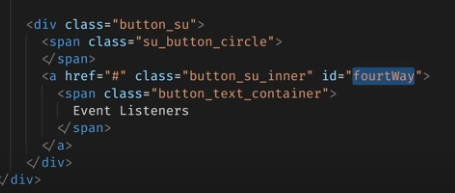 <div class="button_su">
<span class="su_button_circle">
</span>
<a href="#" class="button_su_inner" id="fourtWay">
<span class="button_text_container">
Event Listeners
</span>
</a>
</div>
</div>